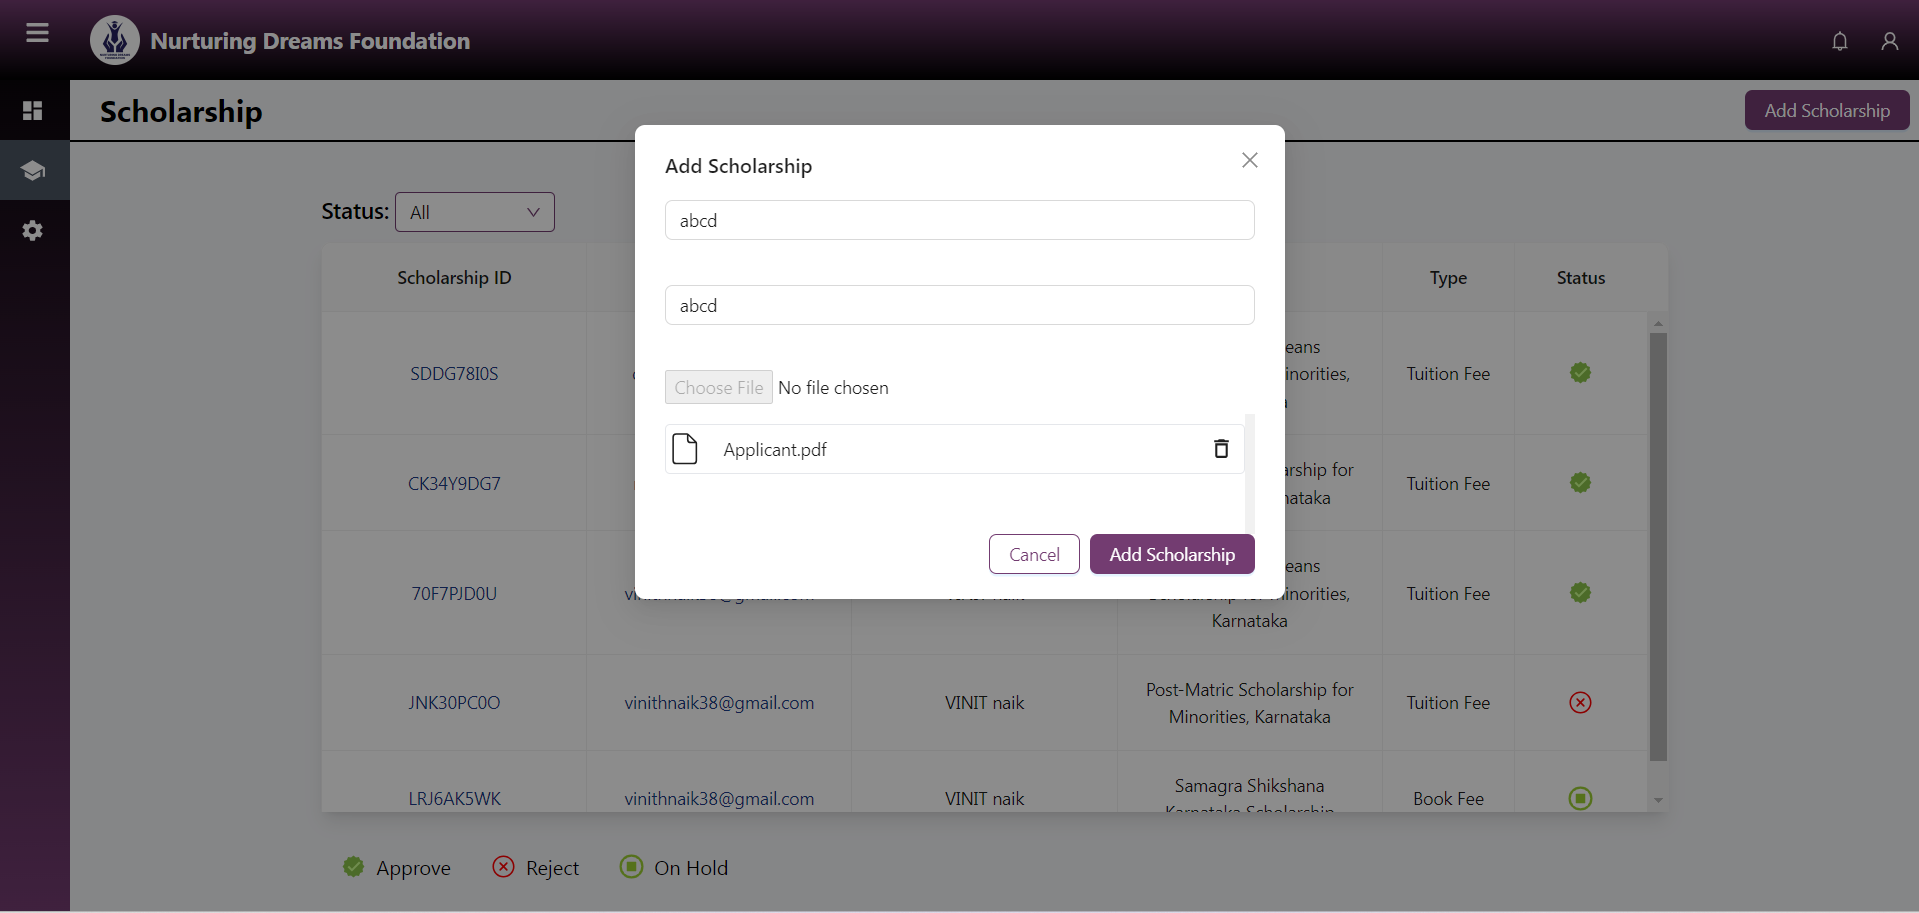 Nurturing Dreams Foundation
Scholarship
Add Scholarship
Add Scholarship
abcd
abcd
Choose File No file chosen
Applicant.pdf
Cancel
Add Scholarship
Status: All
Scholarship ID Type Status
SDDG78I0S Tuition Fee
CK34Y9DG7 Tuition Fee
70F7PJD0U Tuition Fee
Karnataka
JNK30PC0O vinithnaik38@gmail.com VINIT naik Post-Matric Scholarship for Tuition Fee
Minorities, Karnataka
LRJ6AK5WK vinithnaik38@gmail.com VINIT naik Samagra Shikshana Book Fee
Karnataka Scholarship
Approve Reject On Hold